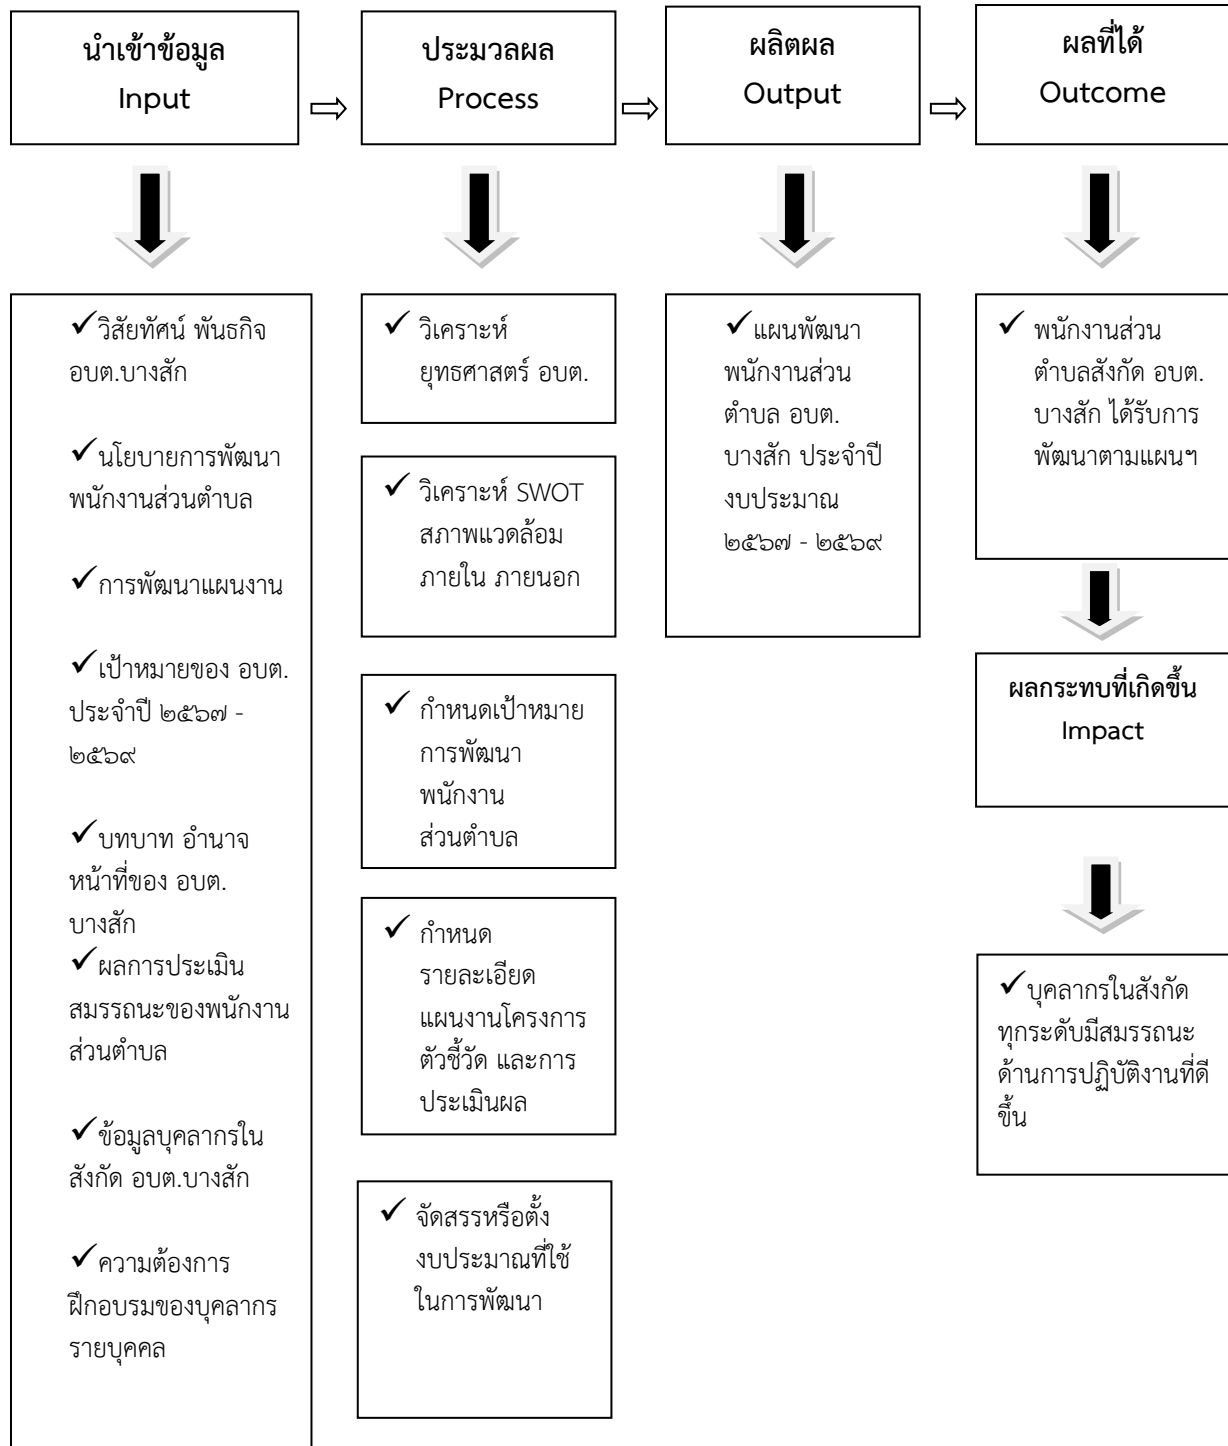 นำเข้าข้อมูล
Input
ประมวลผล
Process
ผลิตผล
Output
ผลที่ได้
Outcome
✓วิสัยทัศน์ พันธกิจ
อบต.บางสัก
✓นโยบายการพัฒนา
พนักงานส่วนตำบล
✓การพัฒนาแผนงาน
✓เป้าหมายของ อบต.
ประจำปี ๒๕๖๗ -
๒๕๖๙
✓บทบาท อำนาจ
หน้าที่ของ อบต.
บางสัก
✓ผลการประเมิน
สมรรถนะของพนักงาน
ส่วนตำบล
✓ข้อมูลบุคลากรใน
สังกัด อบต.บางสัก
✓ความต้องการ
ฝึกอบรมของบุคลากร
รายบุคคล
✓ วิเคราะห์
ยุทธศาสตร์ อบต.
✓ วิเคราะห์ SWOT
สภาพแวดล้อม
ภายใน ภายนอก
✓ กำหนดเป้าหมาย
การพัฒนา
พนักงาน
ส่วนตำบล
✓ กำหนด
รายละเอียด
แผนงานโครงการ
ตัวชี้วัด และการ
ประเมินผล
✓ จัดสรรหรือตั้ง
งบประมาณที่ใช้
ในการพัฒนา
✓แผนพัฒนา
พนักงานส่วน
ตำบล อบต.
บางสัก ประจำปี
งบประมาณ
๒๕๖๗ - ๒๕๖๙
✓ พนักงานส่วน
ตำบลสังกัด อบต.
บางสัก ได้รับการ
พัฒนาตามแผนฯ
ผลกระทบที่เกิดขึ้น
Impact
✓บุคลากรในสังกัด
ทุกระดับมีสมรรถนะ
ด้านการปฏิบัติงานที่ดี
ขึ้น